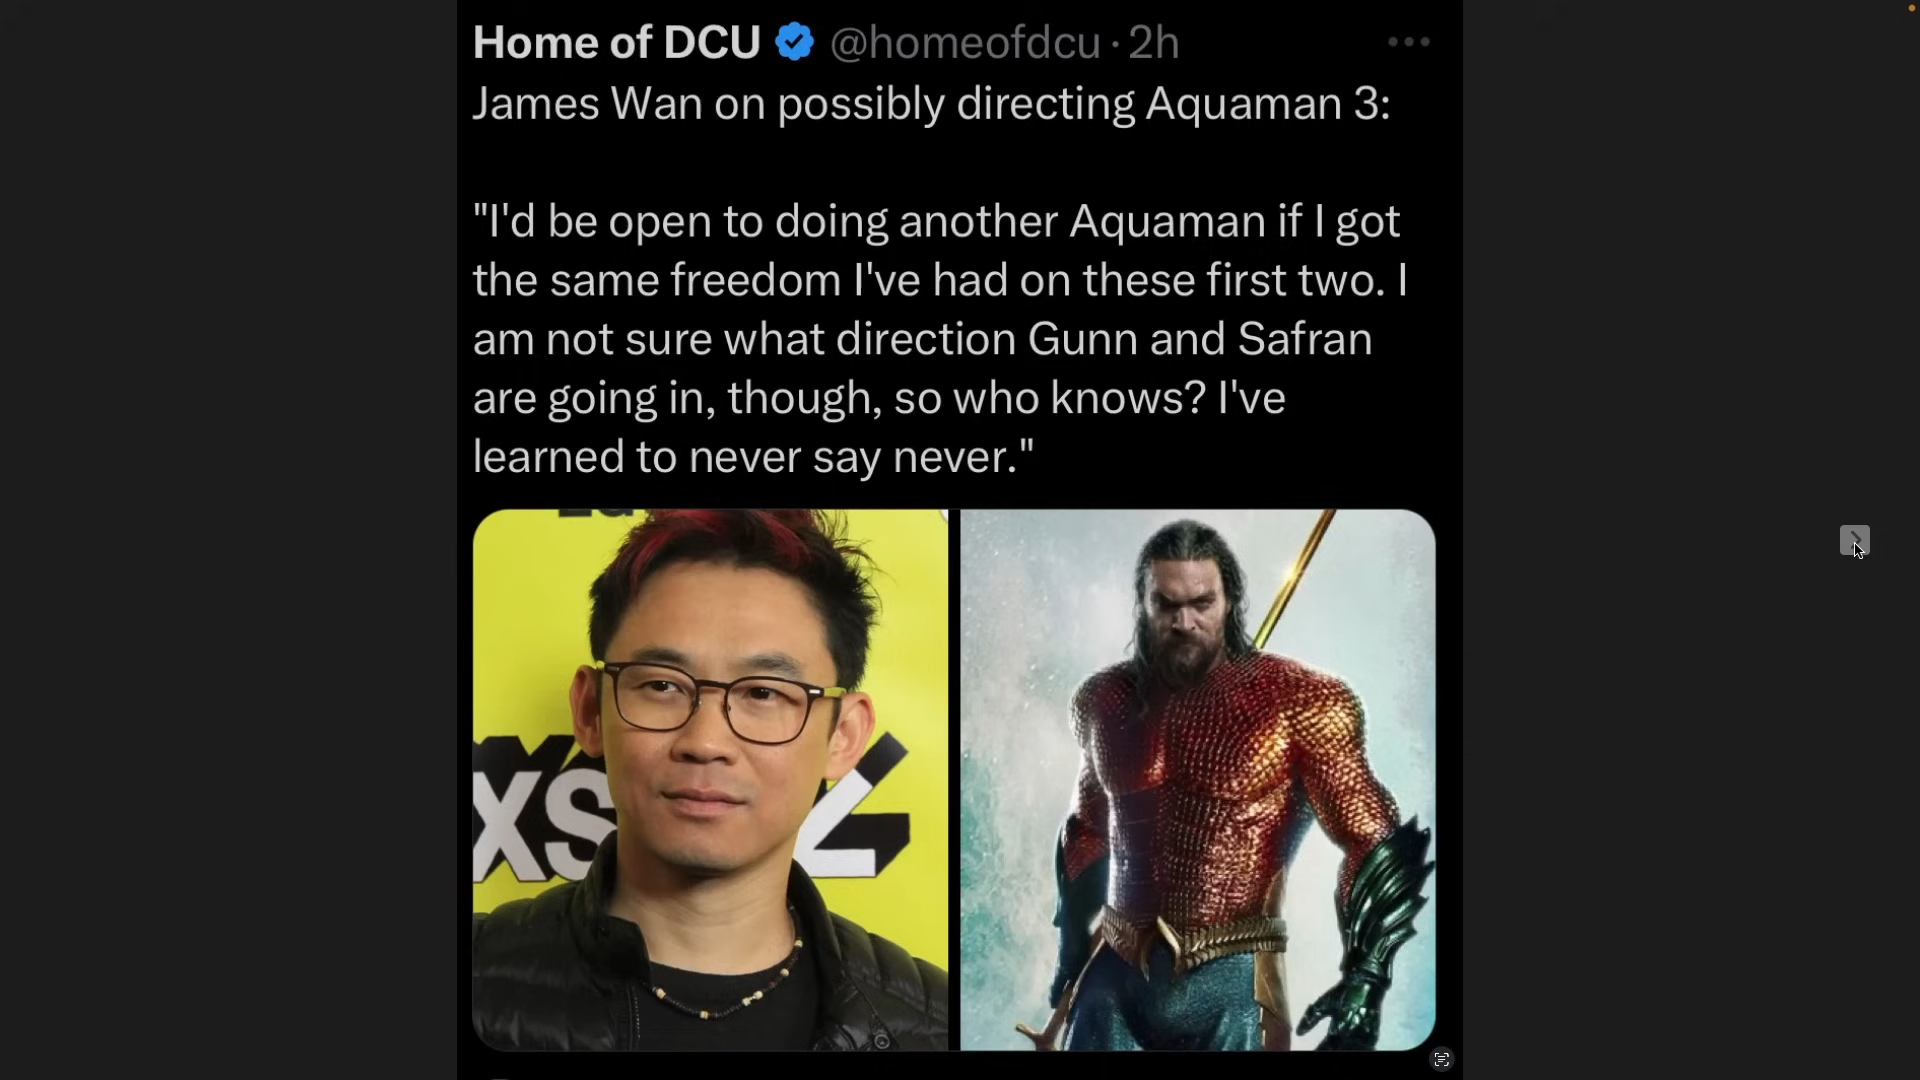 Home of DCU @homeofdcu · 2h
James Wan on possibly directing Aquaman 3:
"I'd be open to doing another Aquaman if I got
the same freedom I've had on these first two. I
am not sure what direction Gunn and Safran
are going in, though, so who knows? I've
learned to never say never."
XS